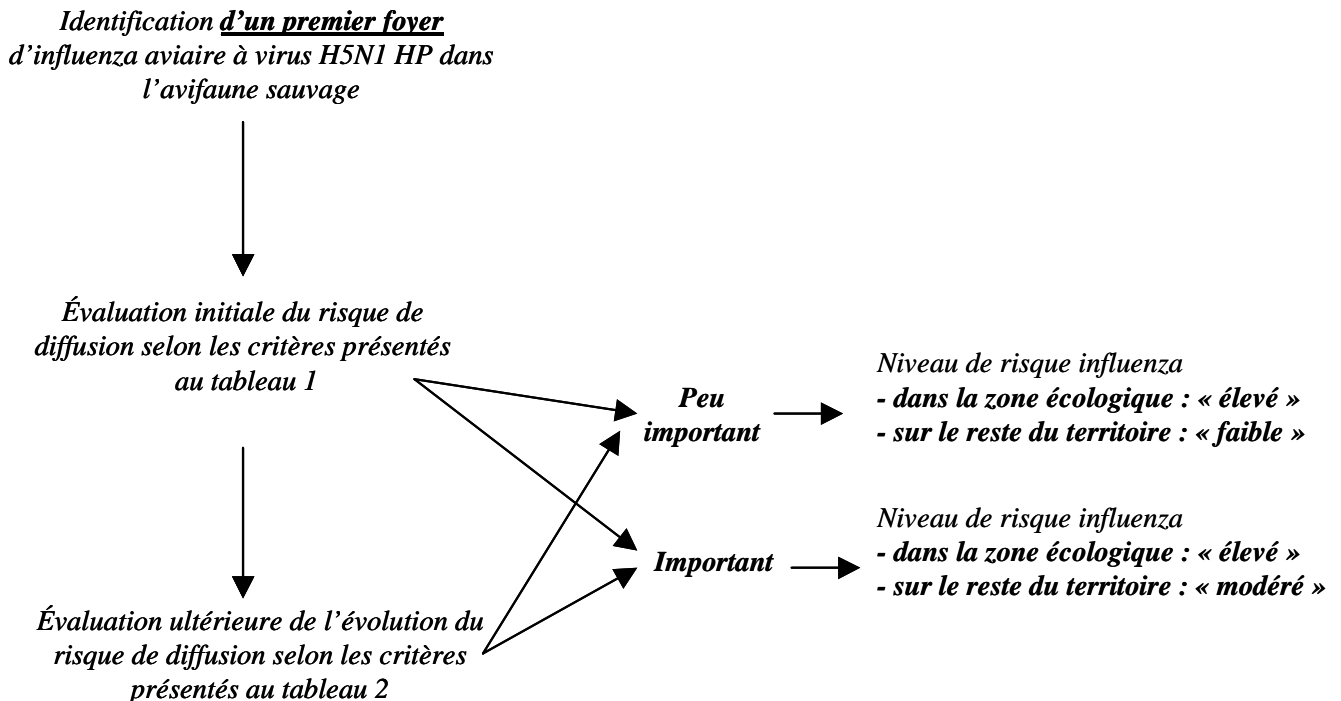 Identification d’un premier foyer
d’influenza aviaire à virus H5N1 HP dans
l’avifaune sauvage
Évaluation initiale du risque de
diffusion selon les critères présentés
au tableau 1
Peu
important
Niveau de risque influenza
- dans la zone écologique : « élevé »
- sur le reste du territoire : « faible »
Important
Niveau de risque influenza
- dans la zone écologique : « élevé »
- sur le reste du territoire : « modéré »
Évaluation ultérieure de l’évolution du
risque de diffusion selon les critères
présentés au tableau 2